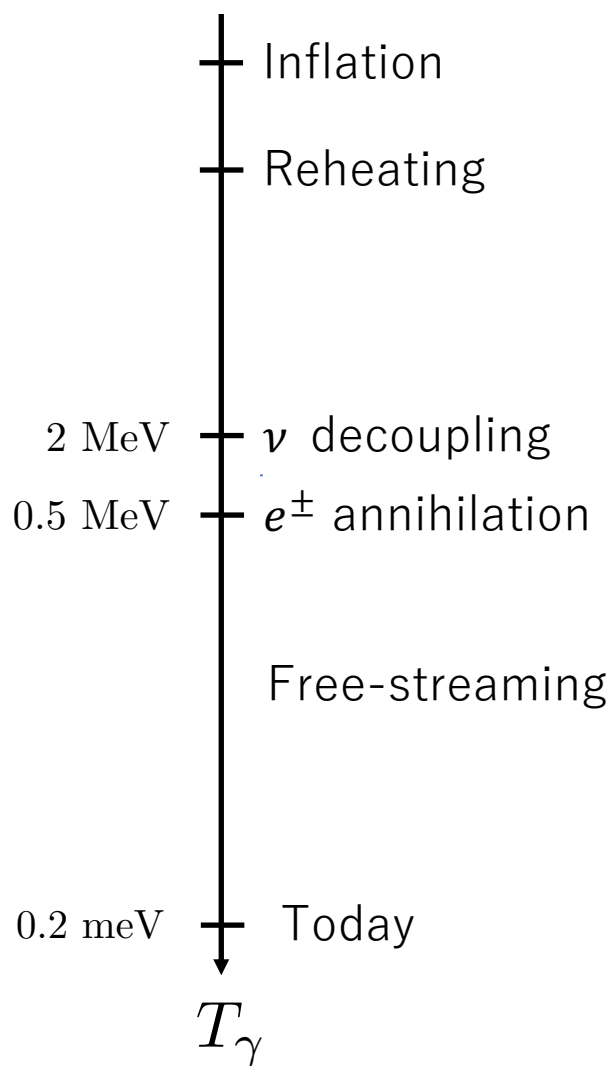 Inflation
Reheating
2 MeV ν decoupling
0.5 MeV e± annihilation
Free-streaming
0.2 meV Today
Tγ